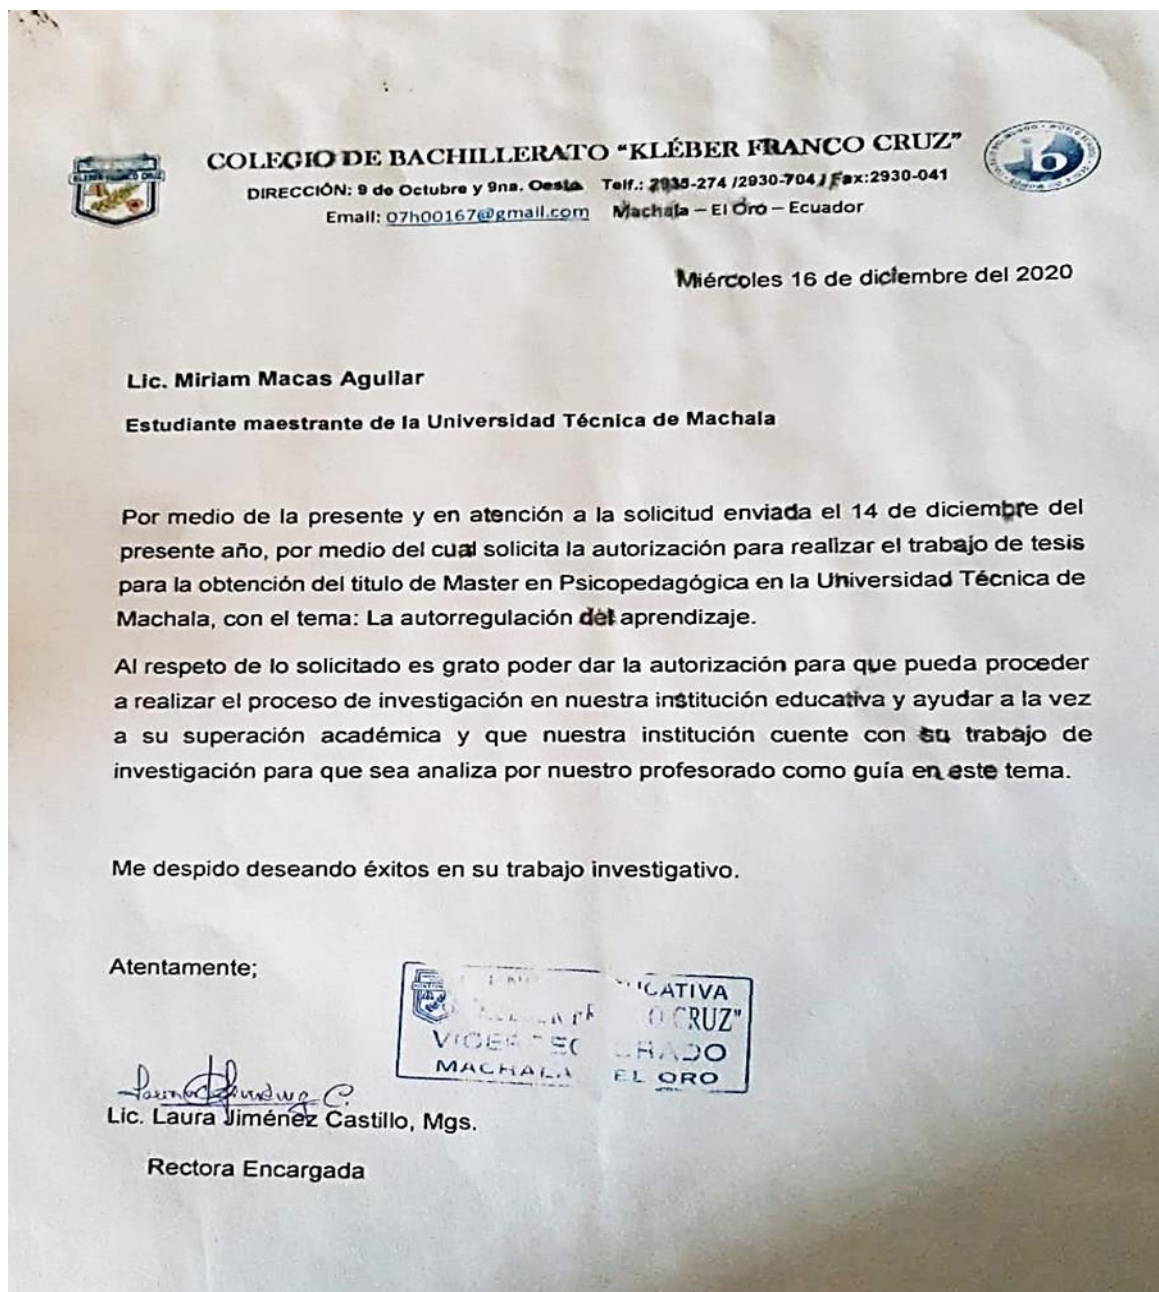 COLEGIO DE BACHILLERATO “KLÉBER FRANCO CRUZ”
DIRECCIÓN: 9 de Octubre y 9na. Oeste Telf.: 2935-274 /2930-704 / Fax:2930-041
Email: 07h00167@gmail.com Machala – El Oro – Ecuador
Miércoles 16 de diciembre del 2020
Lic. Miriam Macas Aguilar
Estudiante maestrante de la Universidad Técnica de Machala
Por medio de la presente y en atención a la solicitud enviada el 14 de diciembre del
presente año, por medio del cual solicita la autorización para realizar el trabajo de tesis
para la obtención del titulo de Master en Psicopedagógica en la Universidad Técnica de
Machala, con el tema: La autorregulación del aprendizaje.
Al respeto de lo solicitado es grato poder dar la autorización para que pueda proceder
a realizar el proceso de investigación en nuestra institución educativa y ayudar a la vez
a su superación académica y que nuestra institución cuente con su trabajo de
investigación para que sea analiza por nuestro profesorado como guía en este tema.
Me despido deseando éxitos en su trabajo investigativo.
Atentamente;
CRUZ"
MACHALA EL ORO
Lic. Laura Jiménez Castillo, Mgs.
Rectora Encargada